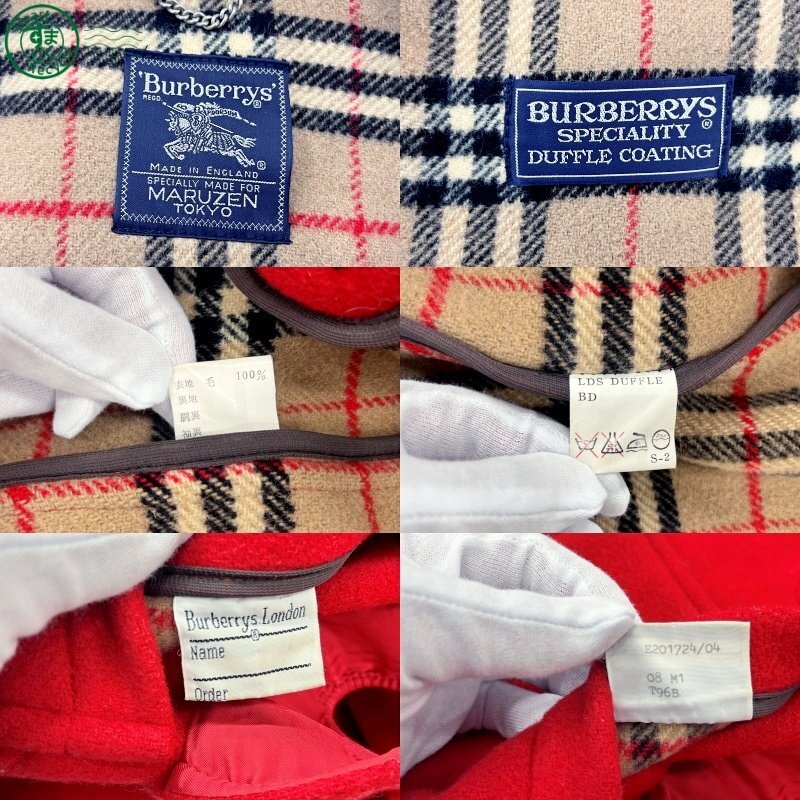 'Burberrys'
REG. ®
MADE IN ENGLAND
SPECIALLY MADE FOR
MARUZEN
TOKYO
BURBERRYS
SPECIALITY ®
DUFFLE COATING
表地 毛 100%
裏地
胴裏
袖裏
LDS DUFFLE
BD
S-2
Burberrys. London
®
Name
Order
E201724/04
08 M1
T96B